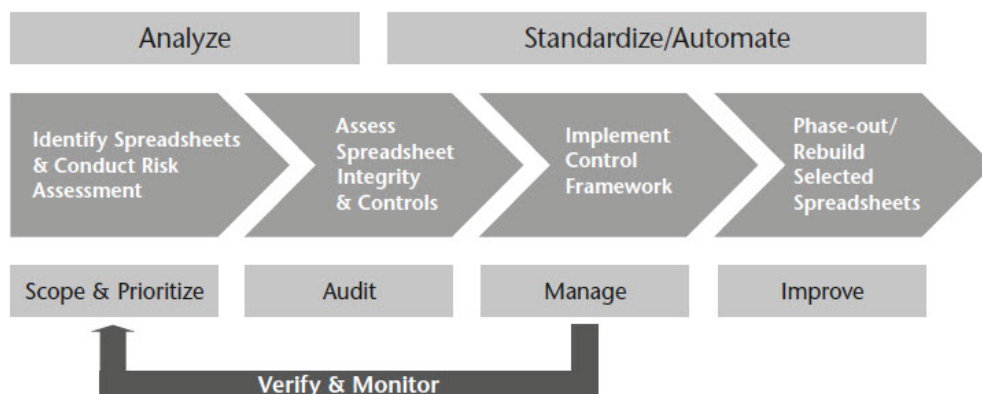 Analyze
Standardize/Automate
Identify Spreadsheets
& Conduct Risk
Assessment
Assess
Spreadsheet
Integrity
& Controls
Implement
Control
Framework
Phase-out/
Rebuild
Selected
Spreadsheets
Scope & Prioritize
Audit
Manage
Improve
Verify & Monitor